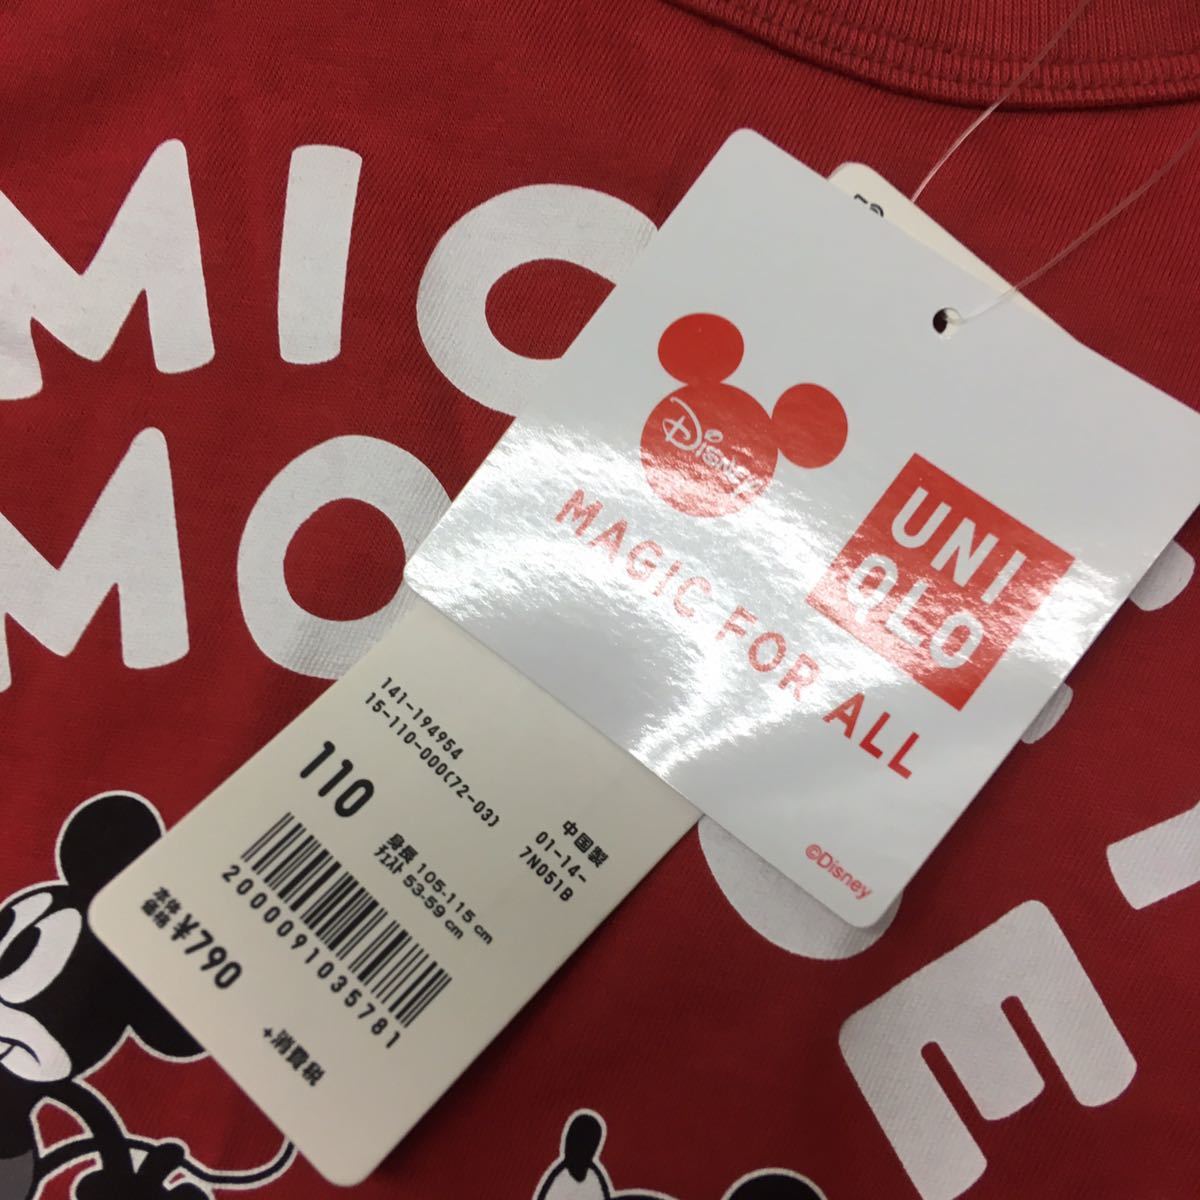 MIC
MO
E
Disney
MAGIC FOR ALL
UNI
QLO
©Disney
141-194954
15-110-000(72-03)
110
中国製
01-14-
7N051B
身長 105-115 cm
チェスト 53-59 cm
2000091035781
定体
価格 ¥790
+消費税